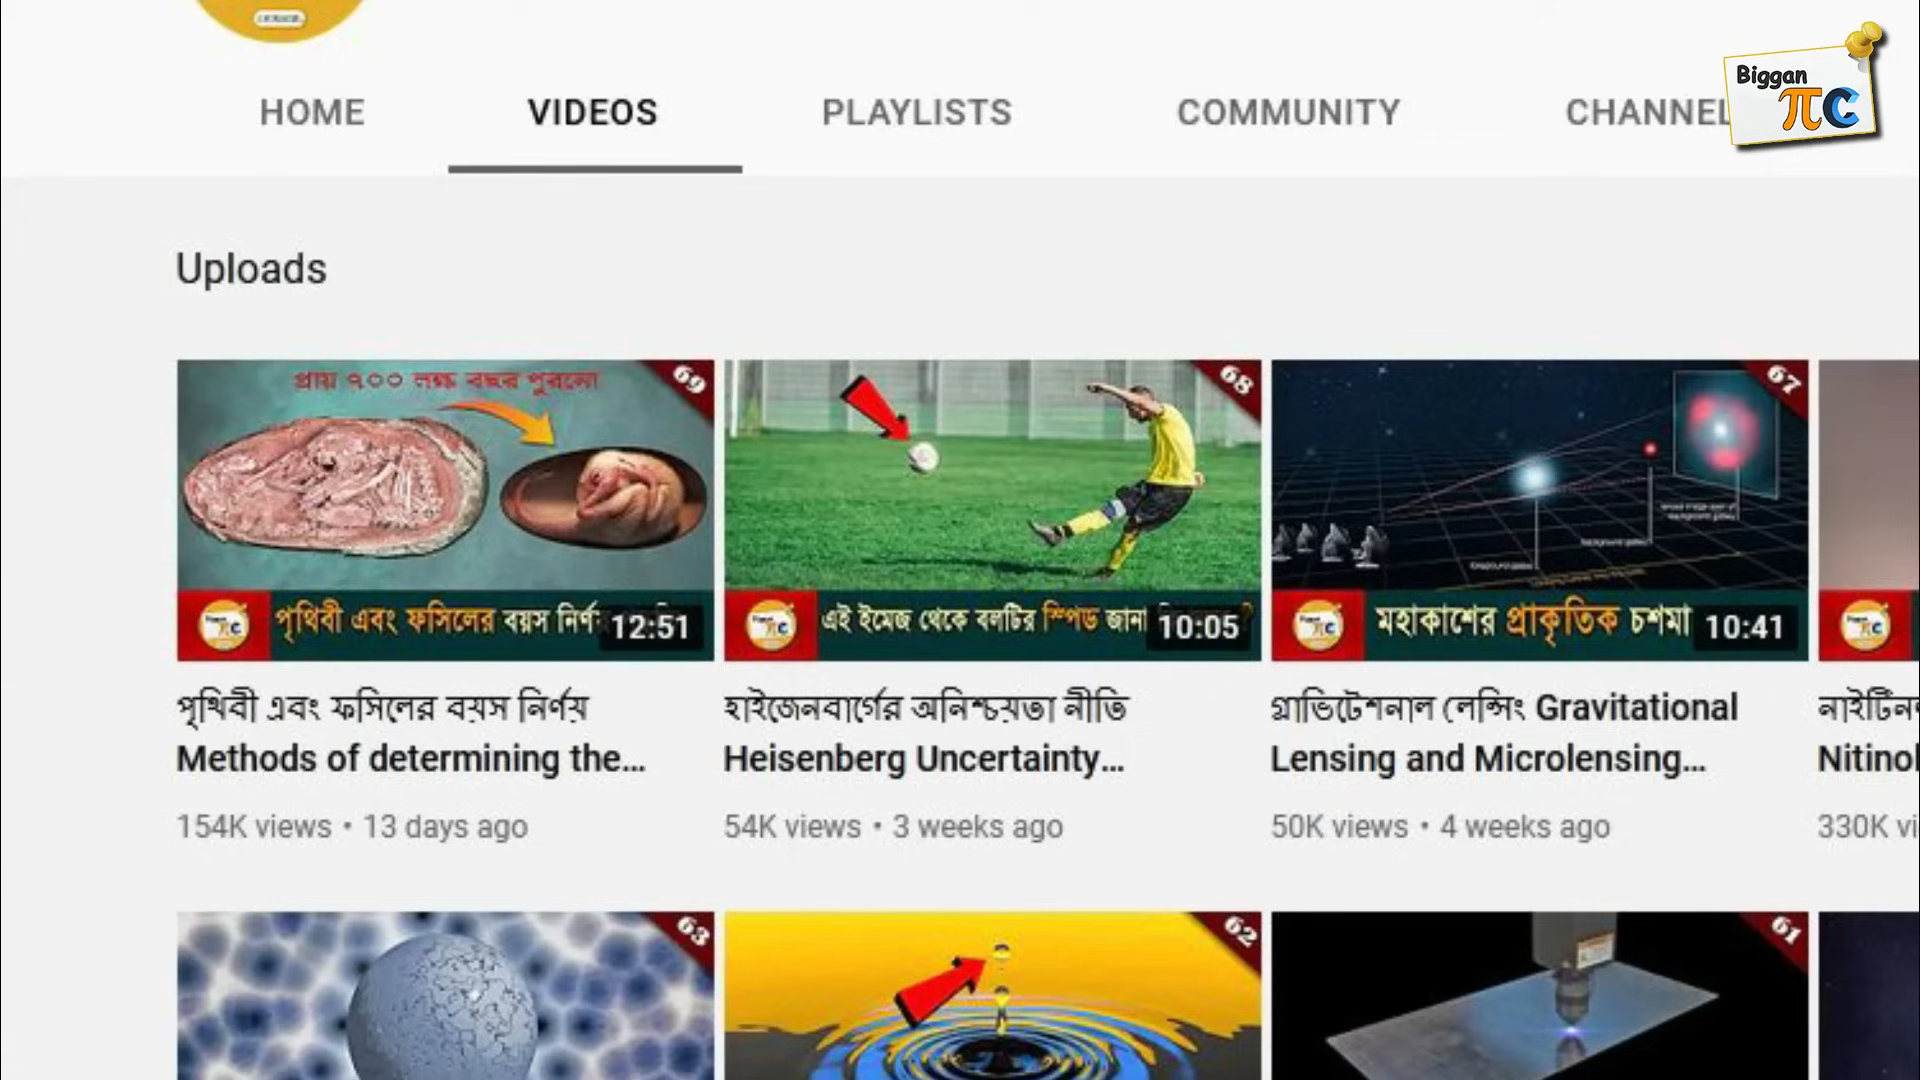 Biggan
πC
HOME
VIDEOS
PLAYLISTS
COMMUNITY
CHANNEL
Uploads
প্রায় ৭০০ লক্ষ বছর পুরনো
69
68
67
পৃথিবী এবং ফসিলের বয়স
12:51
এই ইমেজ থেকে বলটির স্পিড জানা
10:05
মহাকাশের প্রাকৃতিক চশমা
10:41
পৃথিবী এবং ফসিলের বয়স নির্ণয়
Methods of determining the...
154K views • 13 days ago
হাইজেনবার্গের অনিশ্চয়তা নীতি
Heisenberg Uncertainty...
54K views • 3 weeks ago
গ্রাভিটেশনাল লেন্সিং Gravitational
Lensing and Microlensing...
50K views • 4 weeks ago
Nitinol
330K vi
63
62
61